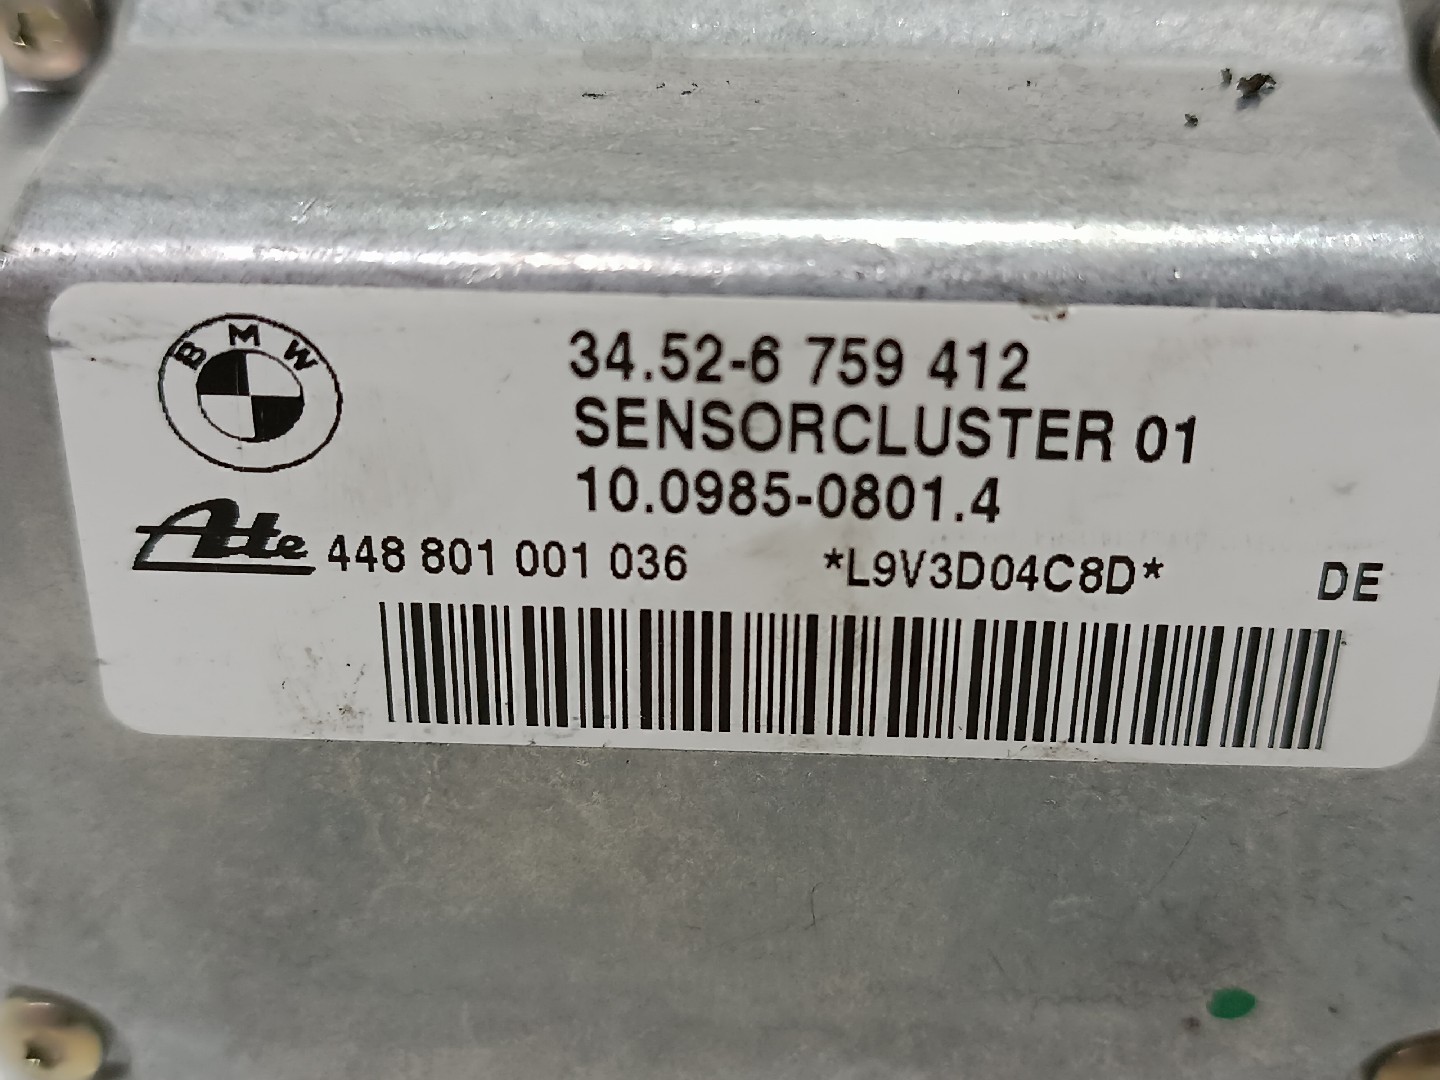 BMW
34.52-6 759 412
SENSORCLUSTER 01
10.0985-0801.4
Ate 448 801 001 036 *L9V3D04C8D* DE